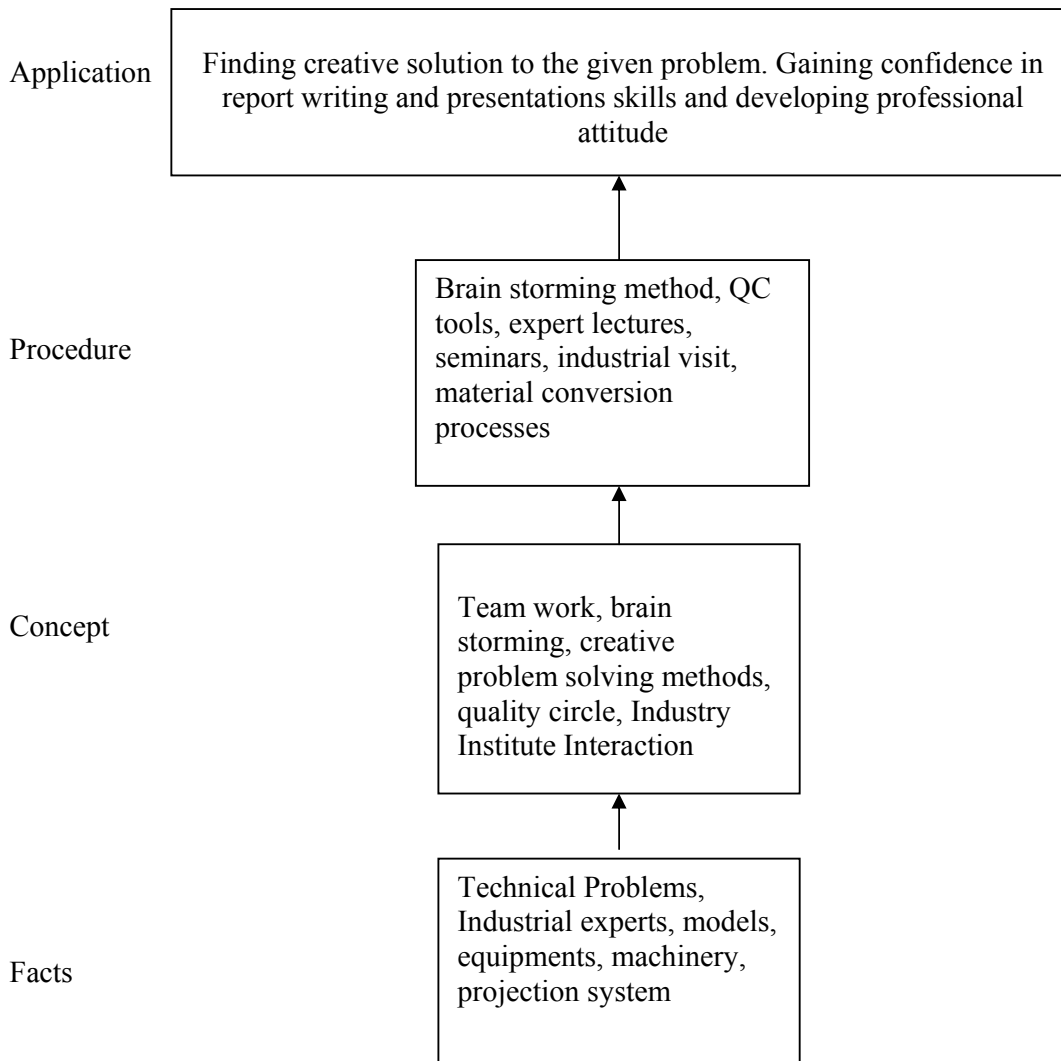 Application
Finding creative solution to the given problem. Gaining confidence in
report writing and presentations skills and developing professional
attitude
Procedure
Brain storming method, QC
tools, expert lectures,
seminars, industrial visit,
material conversion
processes
Concept
Team work, brain
storming, creative
problem solving methods,
quality circle, Industry
Institute Interaction
Facts
Technical Problems,
Industrial experts, models,
equipments, machinery,
projection system